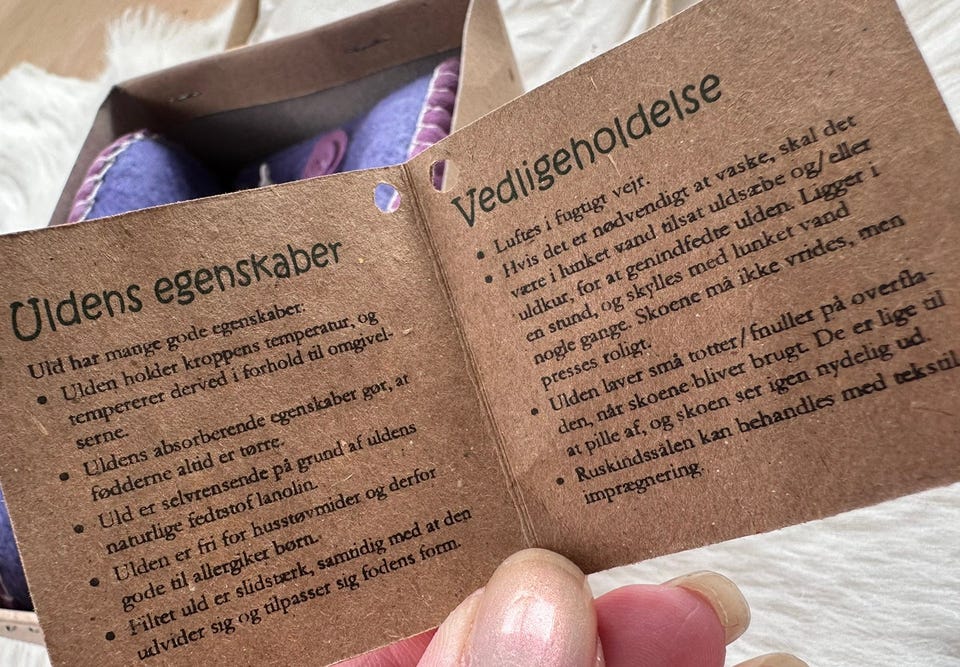 Uldens egenskaber
Uld har mange gode egenskaber:
• Ulden holder kroppens temperatur, og
tempererer derved i forhold til omgivel-
serne.
• Uldens absorberende egenskaber gør, at
fødderne altid er tørre.
• Uld er selvrensende på grund af uldens
naturlige fedtstof lanolin.
• Ulden er fri for husstøvmider og derfor
gode til allergiker børn.
• Filtet uld er slidstærk, samtidig med at den
udvider sig og tilpasser sig fodens form.
Vedligeholdelse
• Luftes i fugtigt vejr.
• Hvis det er nødvendigt at vaske, skal det
være i lunket vand tilsat uldsæbe og/eller
uldkur, for at genindfedte ulden. Ligger i
en stund, og skylles med lunket vand
nogle gange. Skoene må ikke vrides, men
presses roligt.
• Ulden laver små totter/fnuller på overfla-
den, når skoene bliver brugt. De er lige til
at pille af, og skoen ser igen nydelig ud.
• Ruskindssålen kan behandles med tekstil
imprægnering.